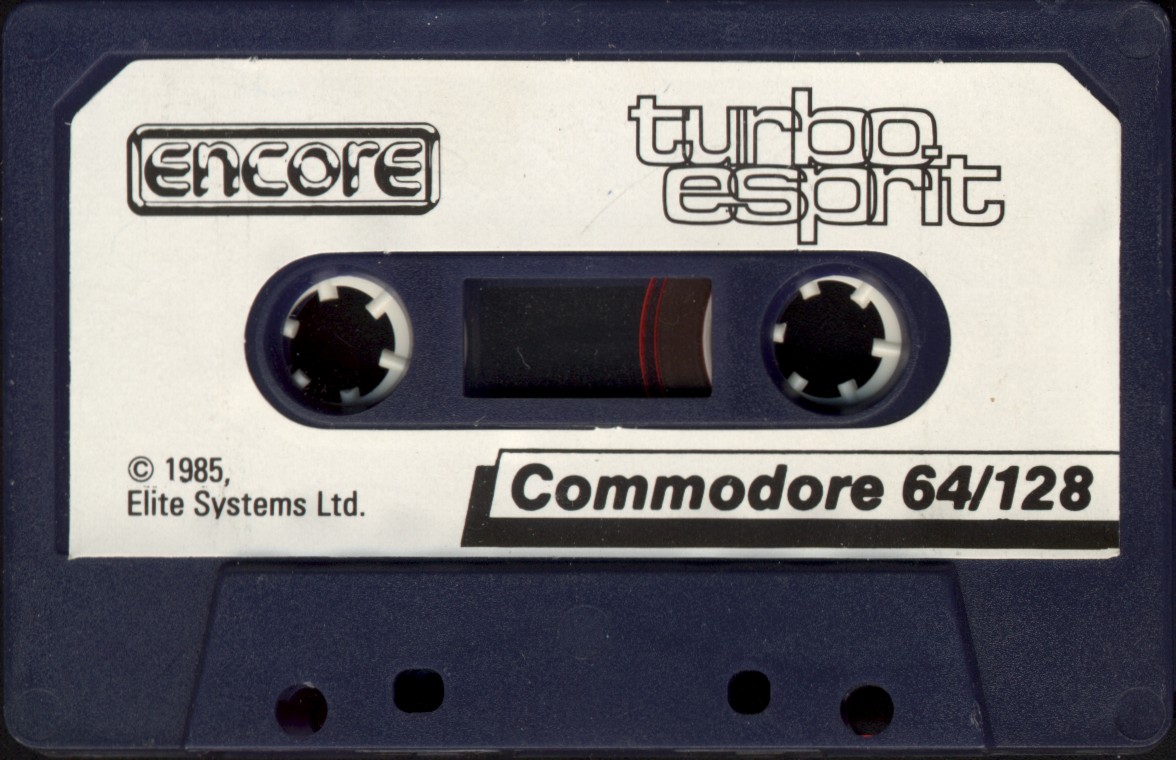 encore
turbo
esprit
© 1985,
Elite Systems Ltd.
Commodore 64/128